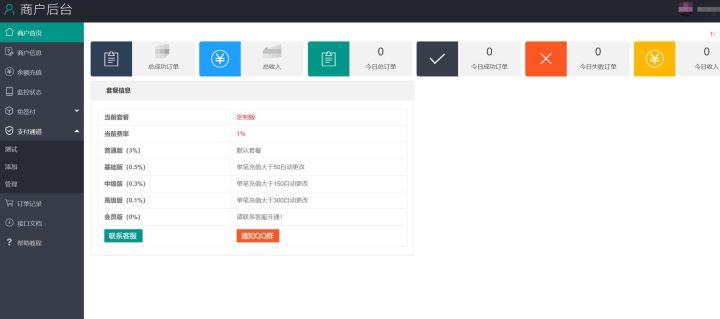 商户后台
商户首页
商户信息
余额充值
监控状态
免签付
支付通道
测试
添加
管理
订单记录
接口文档
帮助教程
1:
总成功订单
总收入
0
今日总订单
0
今日成功订单
0
今日失败订单
0
今日收入
套餐信息
当前套餐 定制版
当前费率 1%
普通版（3%） 默认套餐
基础版（0.5%） 单笔充值大于50自动更改
中级版（0.3%） 单笔充值大于150自动更改
高级版（0.1%） 单笔充值大于300自动更改
会员版（0%） 请联系客服开通！
联系客服 通知QQ群